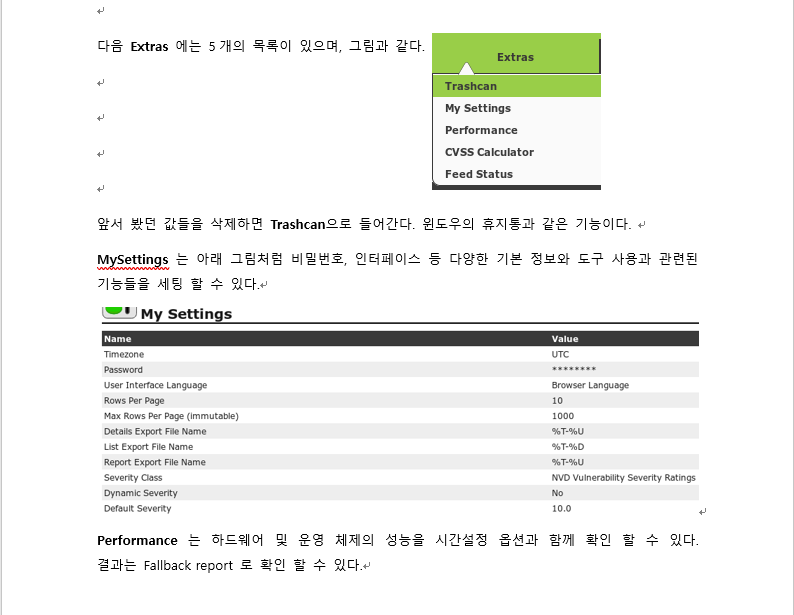 다음 Extras 에는 5개의 목록이 있으며, 그림과 같다.
Extras
Trashcan
My Settings
Performance
CVSS Calculator
Feed Status
앞서 봤던 값들을 삭제하면 Trashcan으로 들어간다. 윈도우의 휴지통과 같은 기능이다.
MySettings 는 아래 그림처럼 비밀번호, 인터페이스 등 다양한 기본 정보와 도구 사용과 관련된
기능들을 세팅 할 수 있다.
My Settings
Name Value
Timezone UTC
Password ********
User Interface Language Browser Language
Rows Per Page 10
Max Rows Per Page (immutable) 1000
Details Export File Name %T-%U
List Export File Name %T-%D
Report Export File Name %T-%U
Severity Class NVD Vulnerability Severity Ratings
Dynamic Severity No
Default Severity 10.0
Performance 는 하드웨어 및 운영 체제의 성능을 시간설정 옵션과 함께 확인 할 수 있다.
결과는 Fallback report 로 확인 할 수 있다.